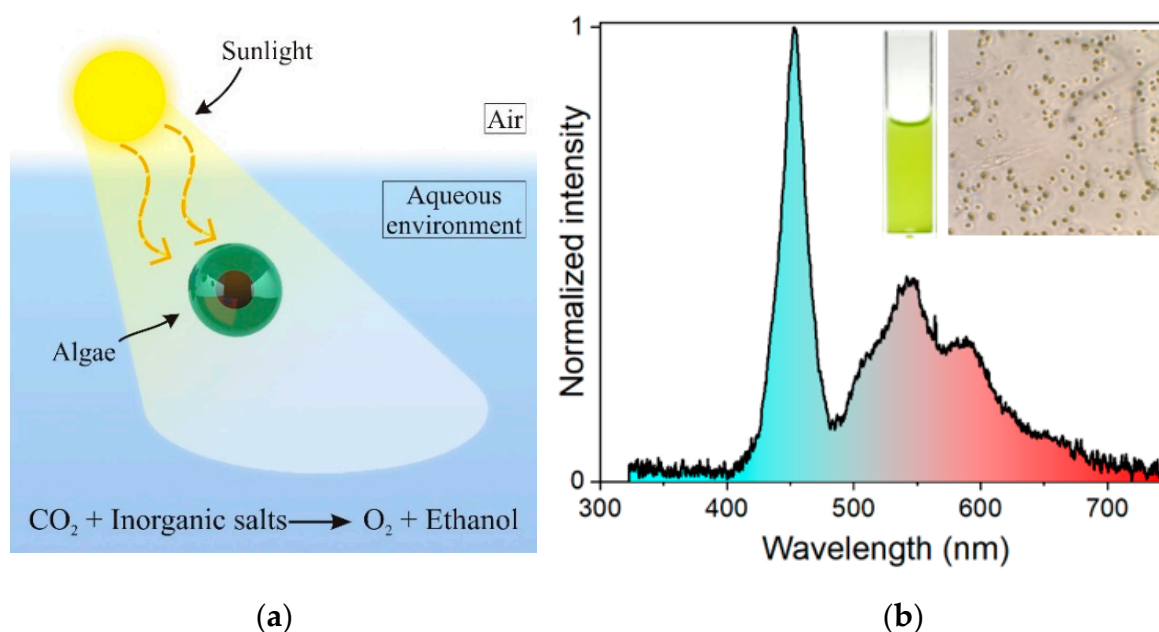 Sunlight
Air
Aqueous
environment
Algae
CO₂ + Inorganic salts → O₂ + Ethanol
(a)
1
Normalized intensity
0
300 400 500 600 700
Wavelength (nm)
(b)